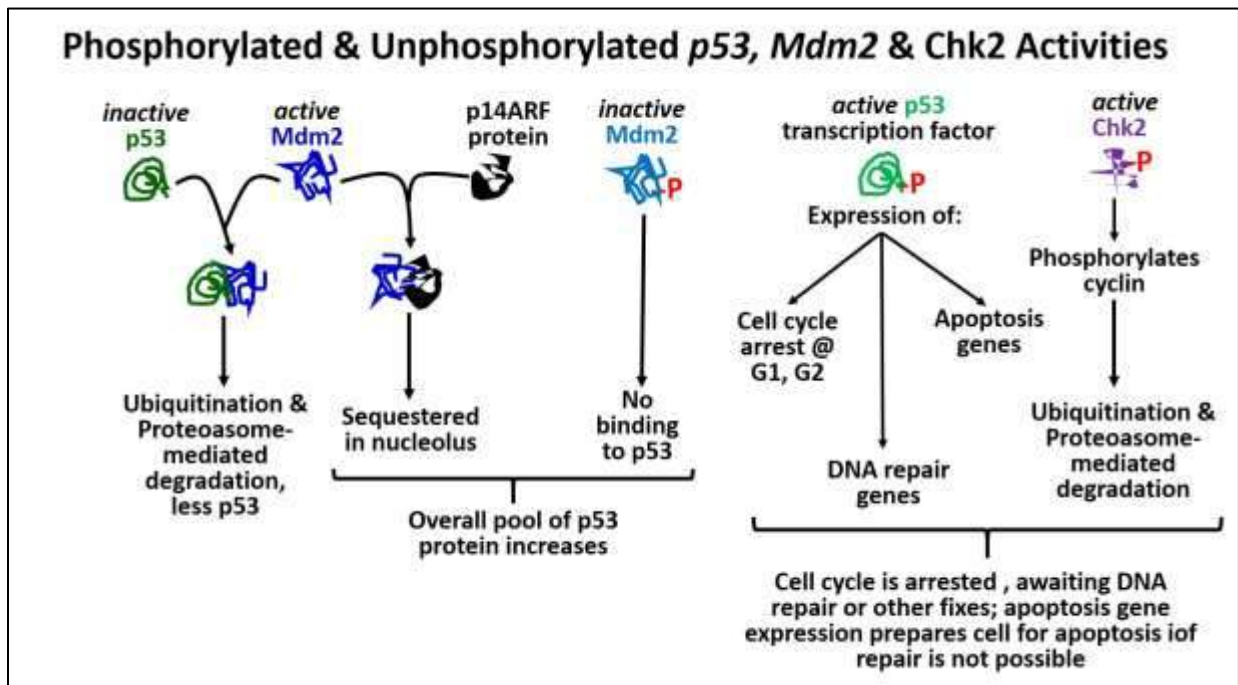 Phosphorylated & Unphosphorylated p53, Mdm2 & Chk2 Activities
inactive
p53
active
Mdm2
p14ARF
protein
inactive
Mdm2
P
active p53
transcription factor
P
active
Chk2
P
Expression of:
Phosphorylates
cyclin
Cell cycle
arrest @
G1, G2
Apoptosis
genes
DNA repair
genes
Ubiquitination &
Proteoasome-
mediated
degradation,
less p53
Sequestered
in nucleolus
No
binding
to p53
Ubiquitination &
Proteoasome-
mediated
degradation
Overall pool of p53
protein increases
Cell cycle is arrested , awaiting DNA
repair or other fixes; apoptosis gene
expression prepares cell for apoptosis iof
repair is not possible